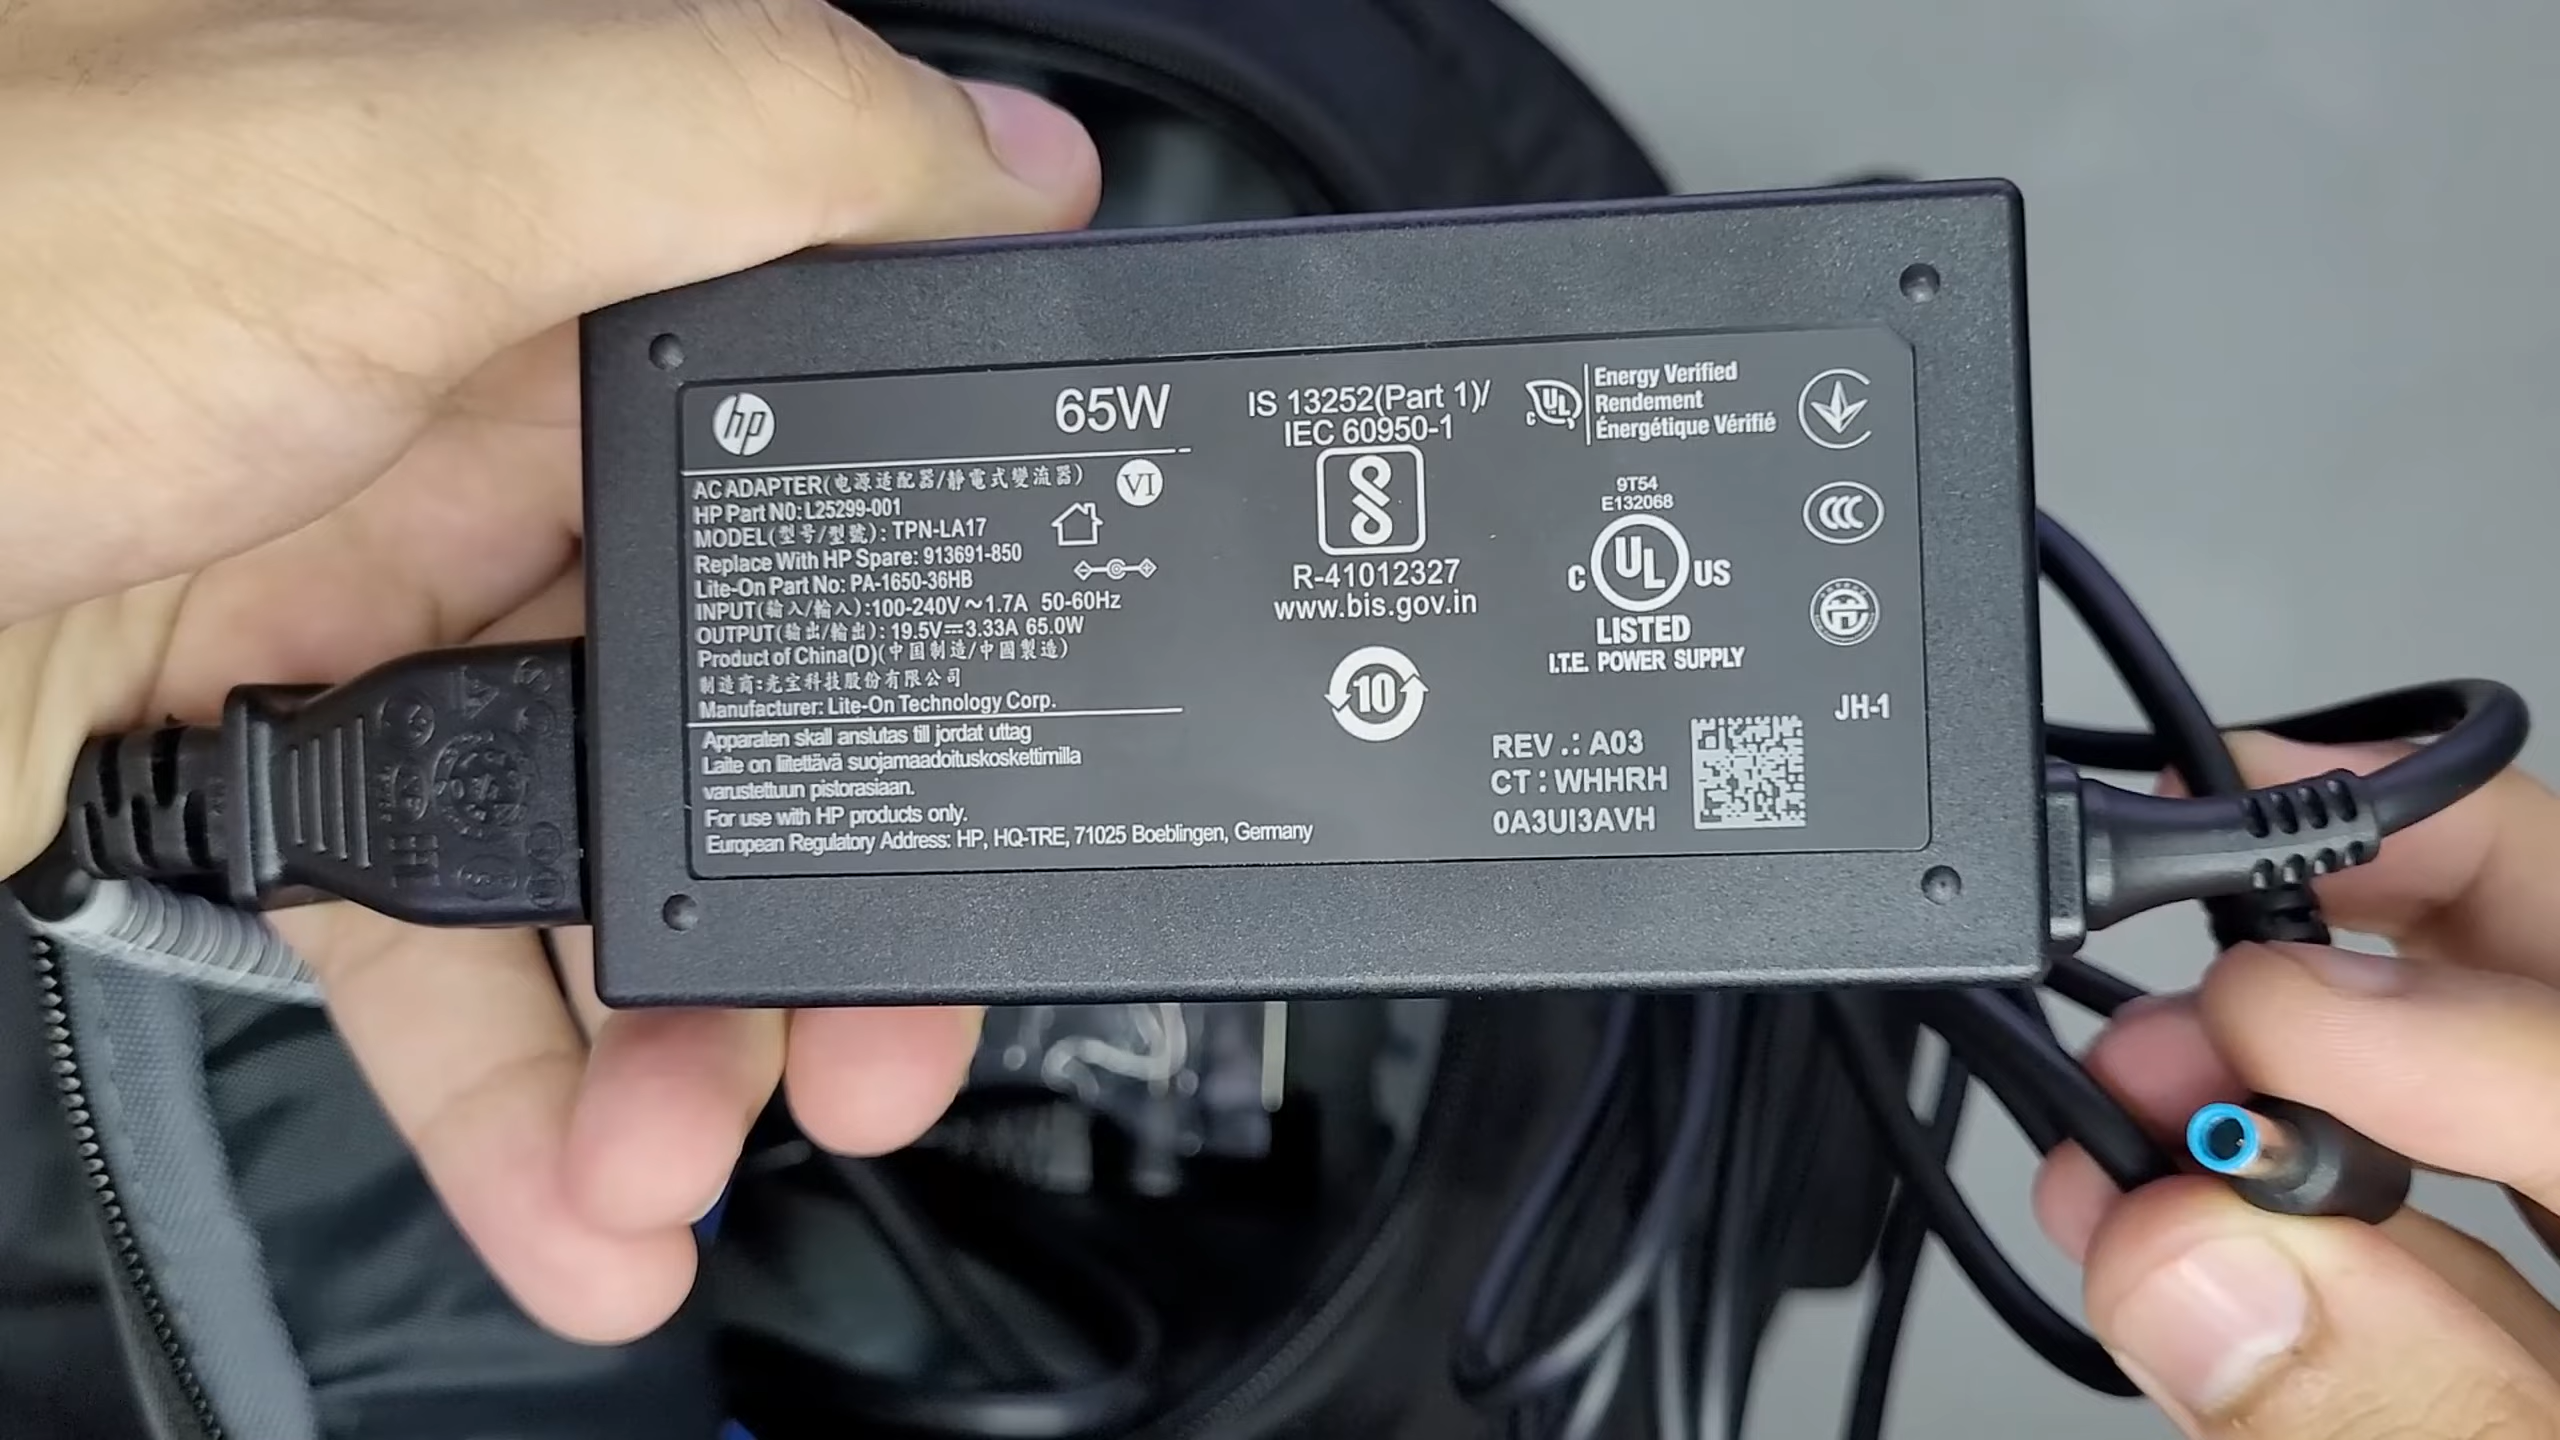 hp
65W
AC ADAPTER(电源适配器/靜電式變流器)
VI
HP Part N0: L25299-001
MODEL(型号/型號): TPN-LA17
Replace With HP Spare: 913691-850
Lite-On Part No: PA-1650-36HB
INPUT(输入/輸入):100-240V～1.7A 50-60Hz
OUTPUT(输出/輸出): 19.5V⎓3.33A 65.0W
Product of China(D)(中国制造/中國製造)
制造商:光宝科技股份有限公司
Manufacturer: Lite-On Technology Corp.
Apparaten skall anslutas till jordat uttag
Laite on liitettävä suojamaadoituskoskettimilla
varustettuun pistorasiaan.
For use with HP products only.
European Regulatory Address: HP, HQ-TRE, 71025 Boeblingen, Germany
IS 13252(Part 1)/
IEC 60950-1
R-41012327
www.bis.gov.in
10
C UL
Energy Verified
Rendement
Énergétique Vérifié
9T54
E132068
C UL US
LISTED
I.T.E. POWER SUPPLY
CCC
JH-1
REV.: A03
CT: WHHRH
0A3UI3AVH